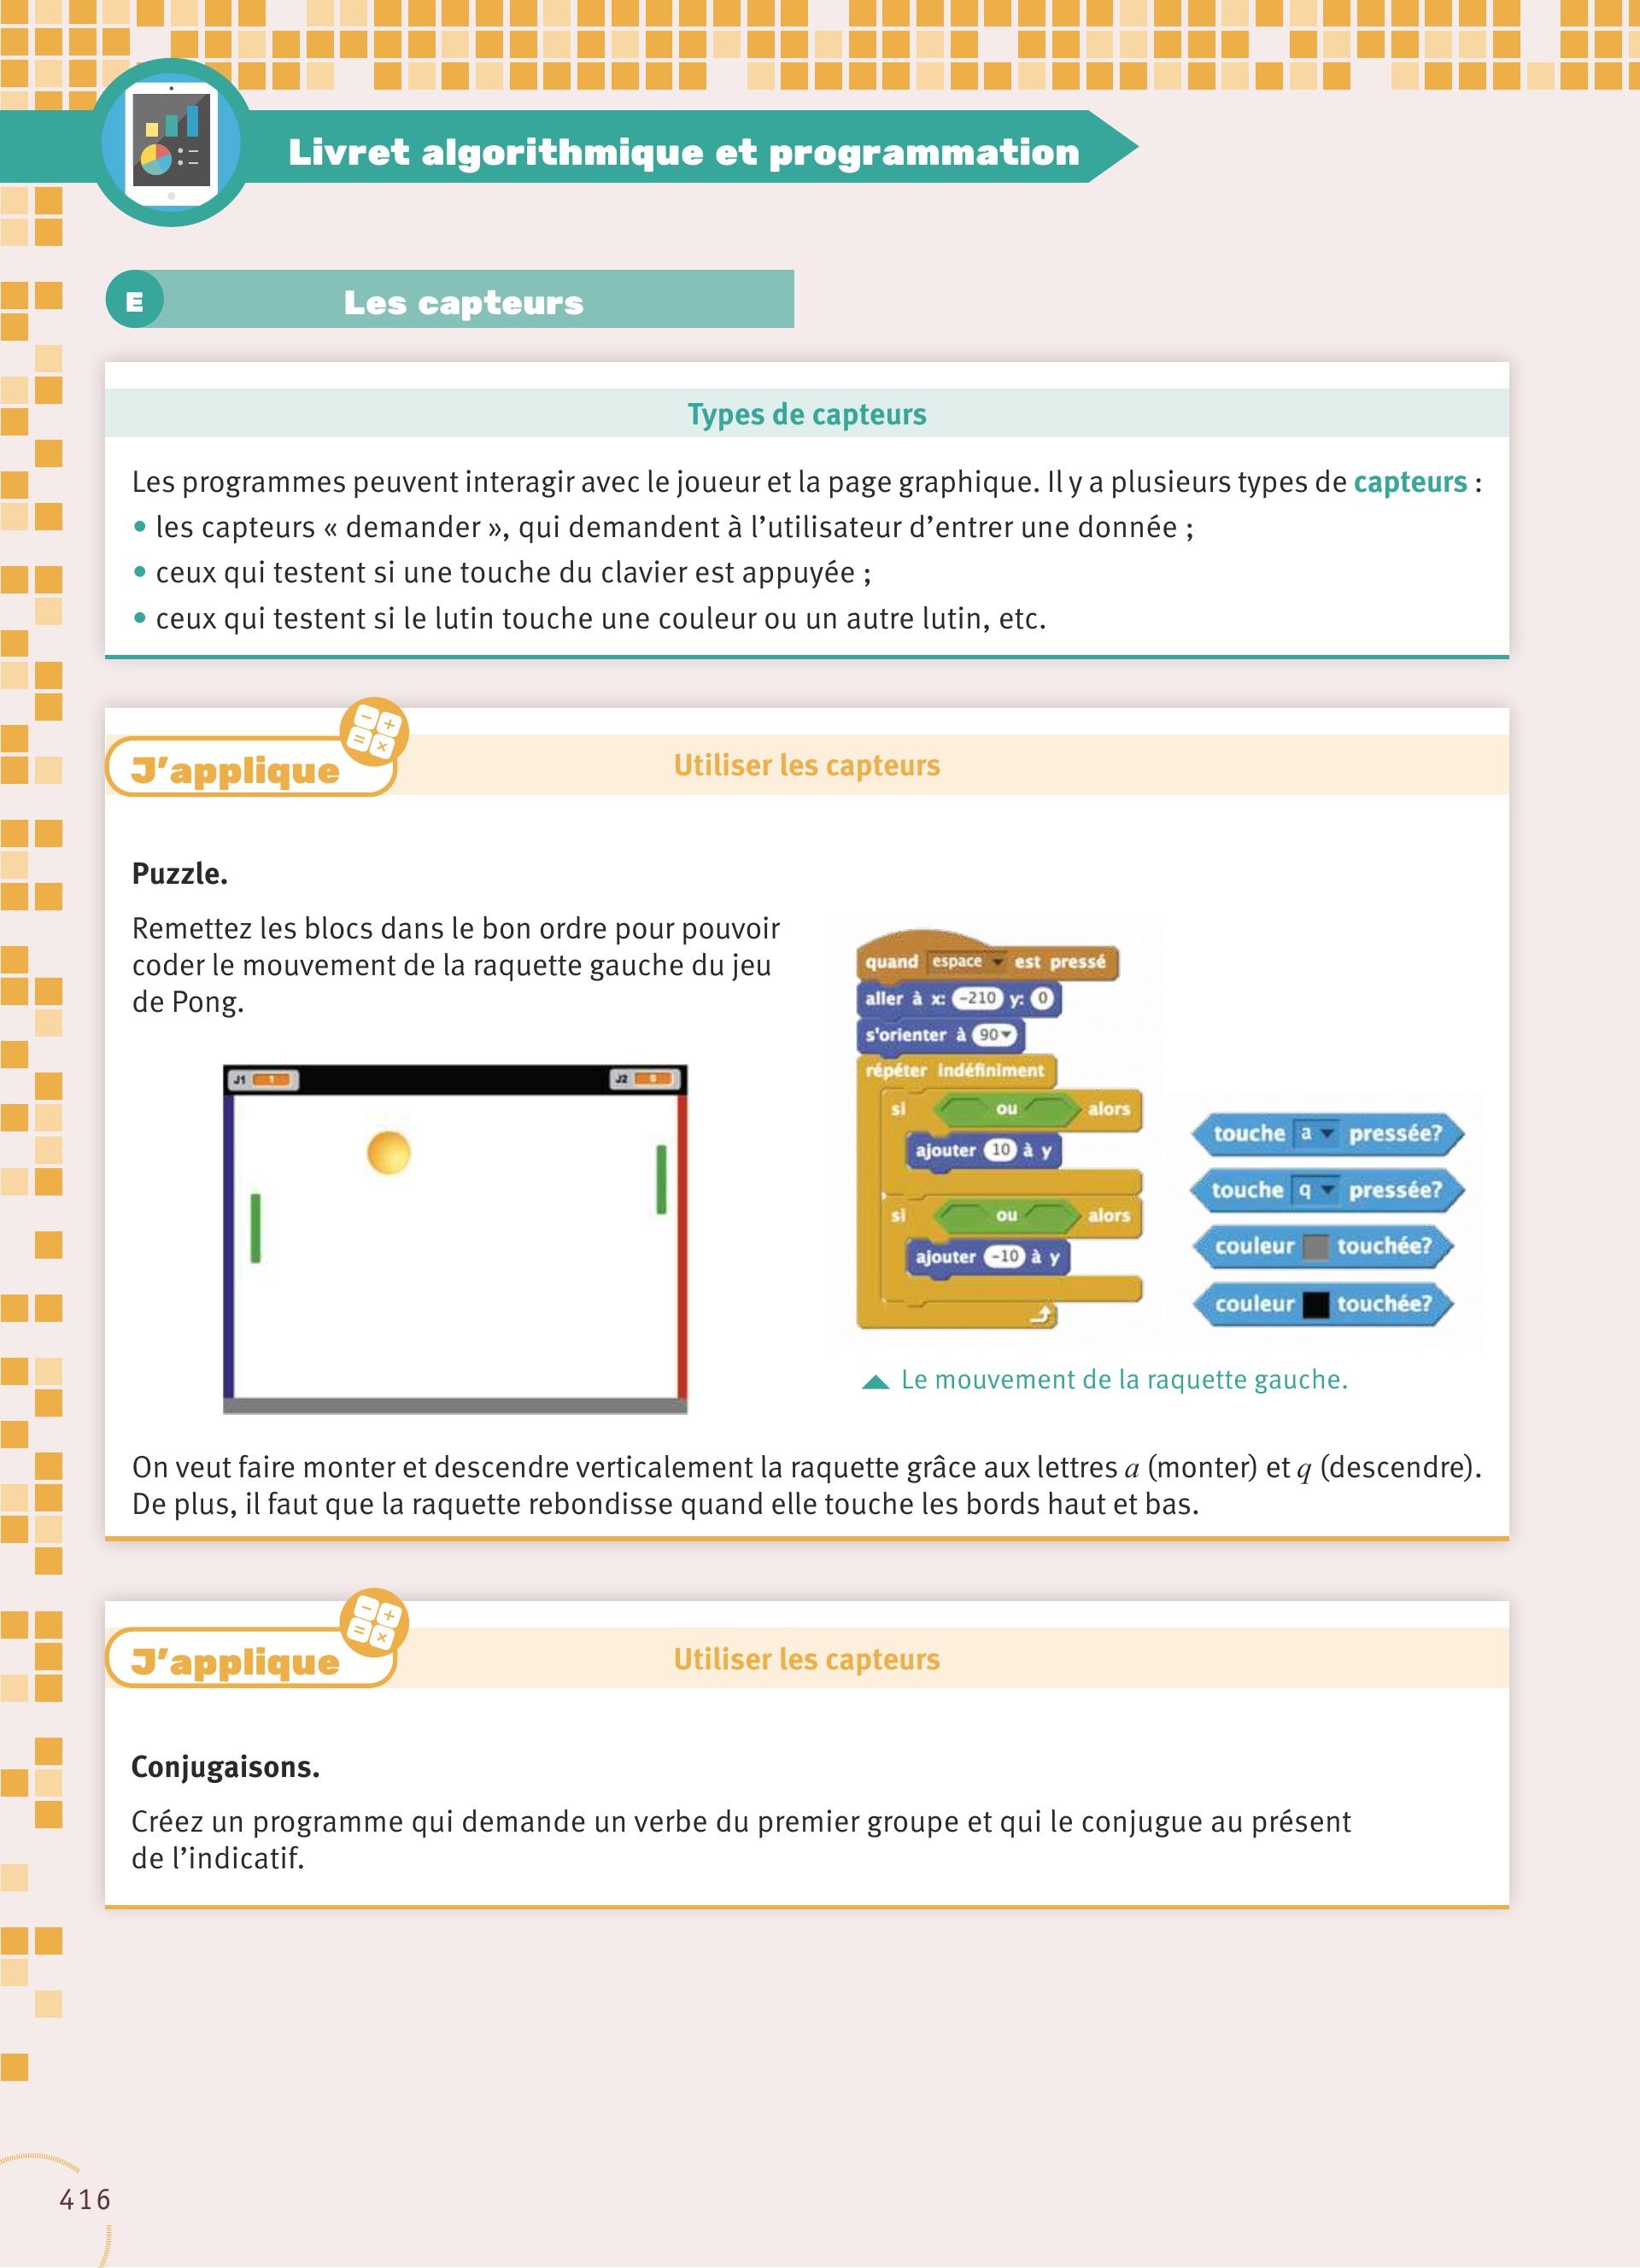 Livret algorithmique et programmation
E
Les capteurs
Types de capteurs
Les programmes peuvent interagir avec le joueur et la page graphique. Il y a plusieurs types de capteurs :
• les capteurs « demander », qui demandent à l’utilisateur d’entrer une donnée ;
• ceux qui testent si une touche du clavier est appuyée ;
• ceux qui testent si le lutin touche une couleur ou un autre lutin, etc.
J’applique
Utiliser les capteurs
Puzzle.
Remettez les blocs dans le bon ordre pour pouvoir
coder le mouvement de la raquette gauche du jeu
de Pong.
J1 1
J2 0
quand espace est pressé
aller à x: -210 y: 0
s'orienter à 90
répéter indéfiniment
si ou alors
ajouter 10 à y
si ou alors
ajouter -10 à y
touche a pressée?
touche q pressée?
couleur touchée?
couleur touchée?
Le mouvement de la raquette gauche.
On veut faire monter et descendre verticalement la raquette grâce aux lettres a (monter) et q (descendre).
De plus, il faut que la raquette rebondisse quand elle touche les bords haut et bas.
J’applique
Utiliser les capteurs
Conjugaisons.
Créez un programme qui demande un verbe du premier groupe et qui le conjugue au présent
de l’indicatif.
416